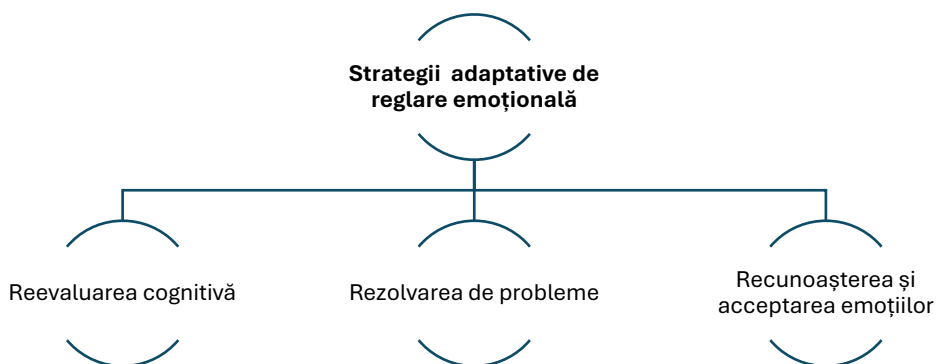 Strategii adaptative de
reglare emoțională
Reevaluarea cognitivă
Rezolvarea de probleme
Recunoașterea și
acceptarea emoțiilor